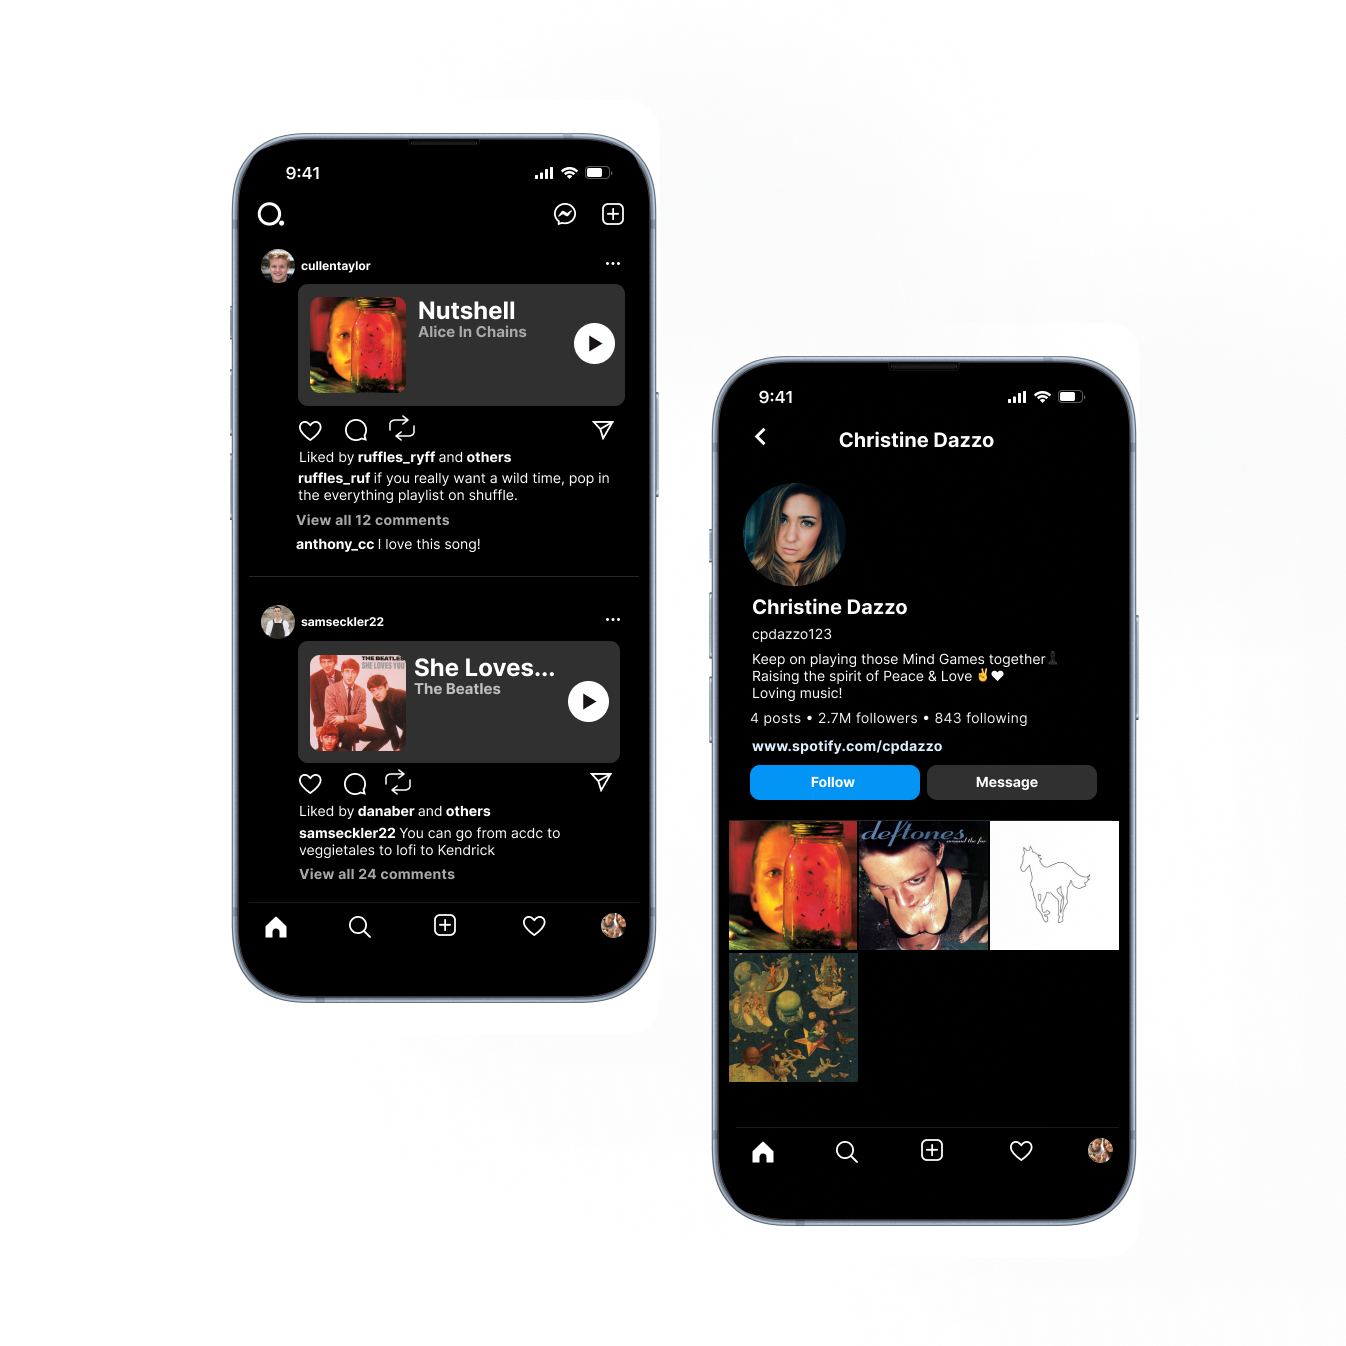 9:41
cullentaylor
Nutshell
Alice In Chains
Liked by ruffles_ryff and others
ruffles_ruf if you really want a wild time, pop in
the everything playlist on shuffle.
View all 12 comments
anthony_cc I love this song!
samseckler22
THE BEATLES
SHE LOVES YOU
She Loves...
The Beatles
Liked by danaber and others
samseckler22 You can go from acdc to
veggietales to lofi to Kendrick
View all 24 comments
9:41
Christine Dazzo
Christine Dazzo
cpdazzo123
Keep on playing those Mind Games together
Raising the spirit of Peace & Love ✌️🤍
Loving music!
4 posts • 2.7M followers • 843 following
www.spotify.com/cpdazzo
Follow
Message
deftones
around the fur